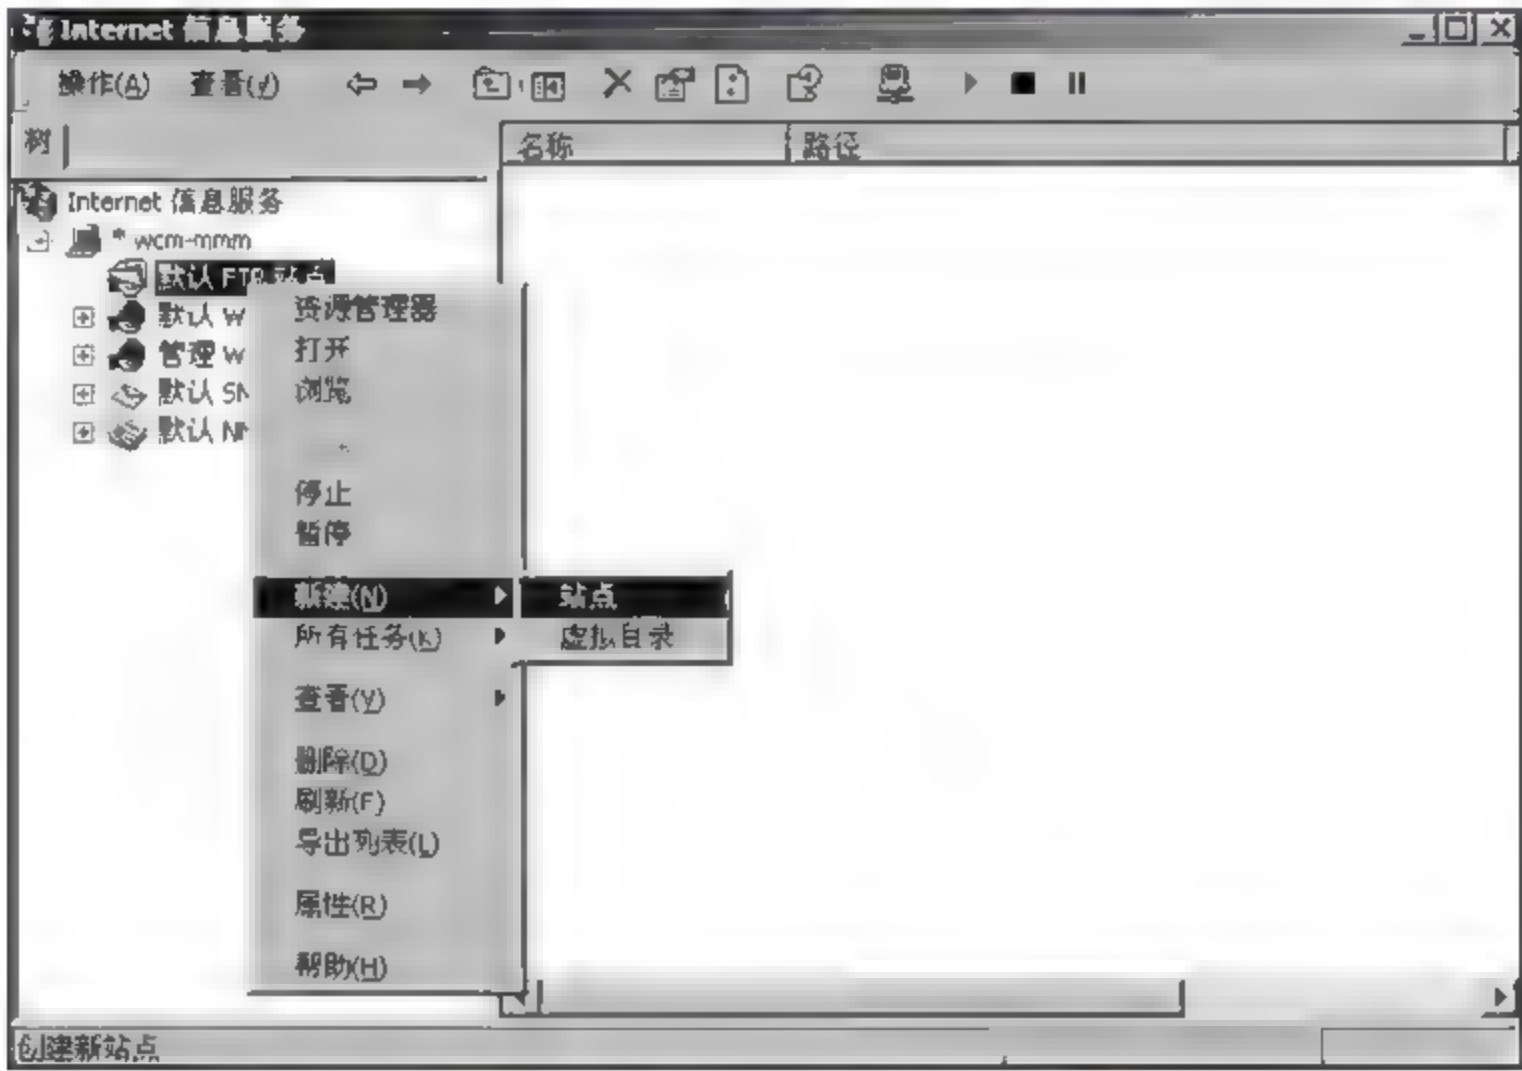 Internet 信息服务
操作(A) 查看(V)
树
名称 路径
Internet 信息服务
* wcm-mmm
默认 FTP 站点
默认 W
管理 W
默认 SM
默认 NN
资源管理器
打开
浏览
停止
暂停
新建(N)
站点
所有任务(K)
虚拟目录
查看(V)
删除(D)
刷新(F)
导出列表(L)
属性(R)
帮助(H)
创建新站点